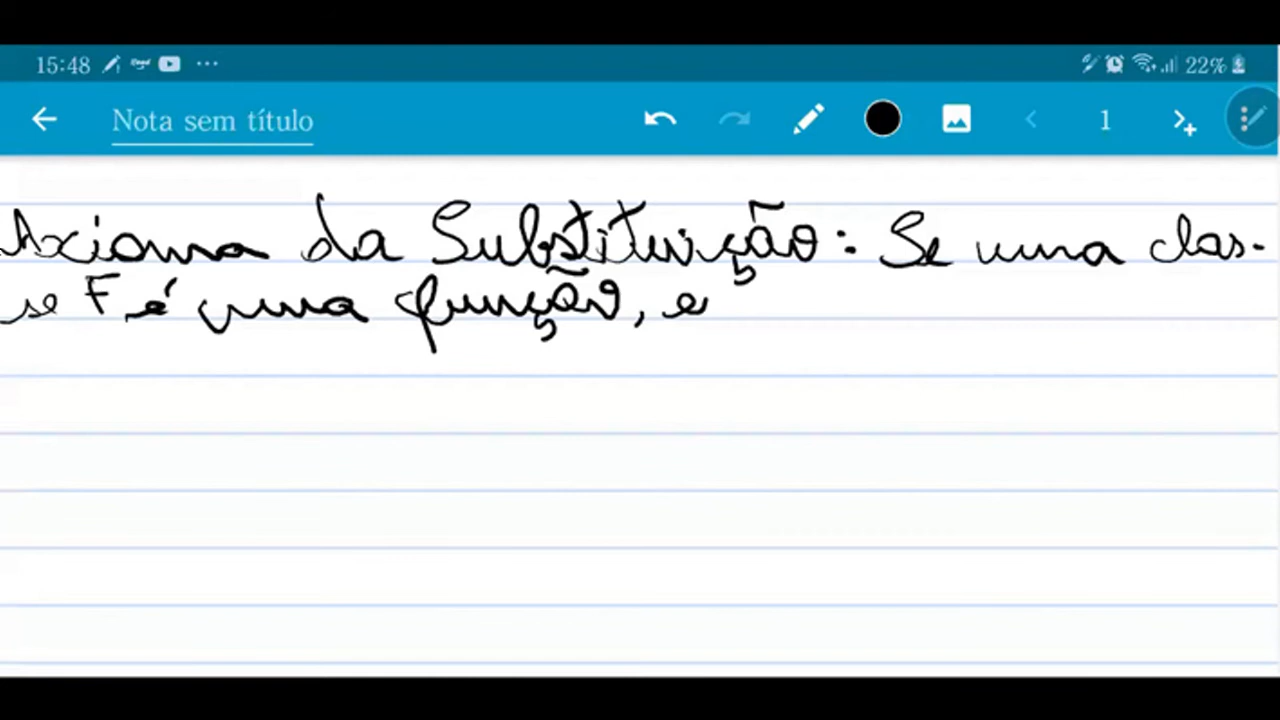 15:48 ... 22%
Nota sem título 1
Axioma da Substituição: Se uma clas-
se F é uma função, e